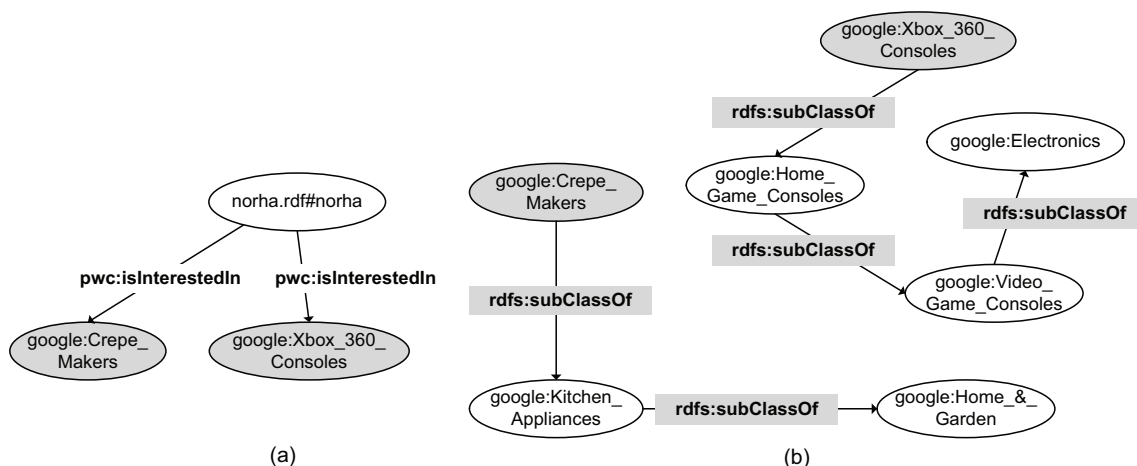 norha.rdf#norha
pwc:isInterestedIn
pwc:isInterestedIn
google:Crepe_
Makers
google:Xbox_360_
Consoles
(a)
google:Xbox_360_
Consoles
rdfs:subClassOf
google:Electronics
google:Home_
Game_Consoles
google:Crepe_
Makers
rdfs:subClassOf
rdfs:subClassOf
google:Video_
Game_Consoles
rdfs:subClassOf
google:Kitchen_
Appliances
rdfs:subClassOf
google:Home_&_
Garden
(b)